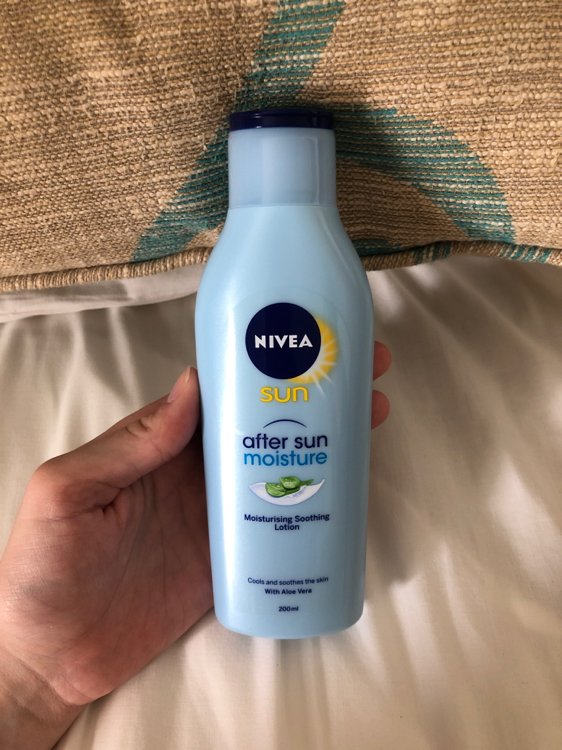 NIVEA
sun
after sun
moisture
Moisturising Soothing
Lotion
Cools and soothes the skin
With Aloe Vera
200ml